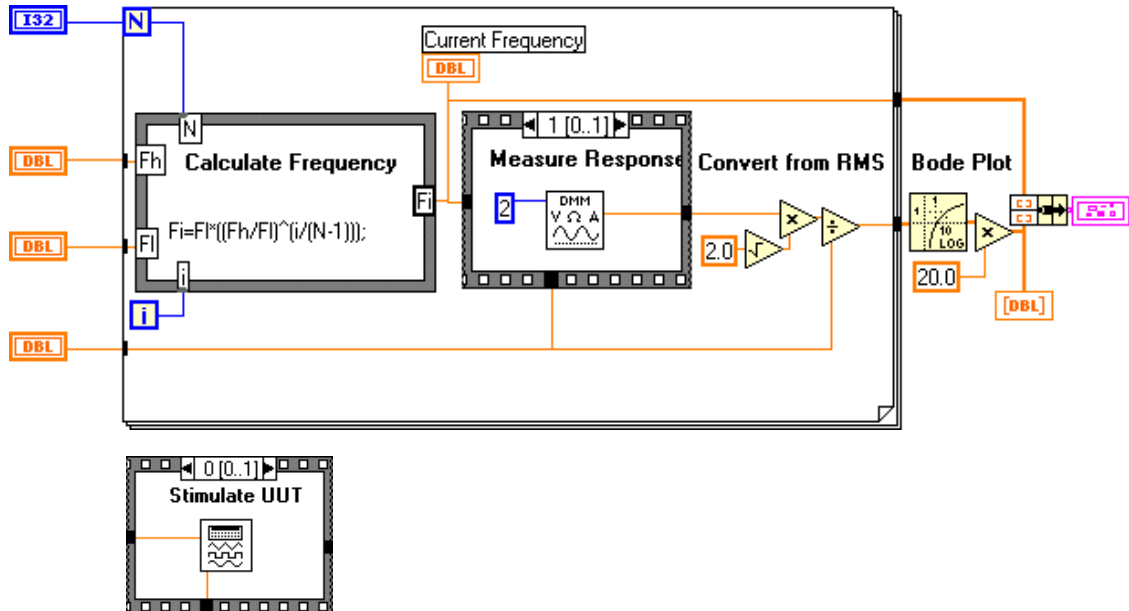 I32
N
Current Frequency
DBL
N
1 [0..1]
DBL
Fh
Calculate Frequency
Measure Response
Convert from RMS
Bode Plot
Fi
2
DMM
V Ω A
1
1
10
LOG
DBL
Fl
Fi=Fl*((Fh/Fl)^(i/(N-1)));
x
÷
x
2.0
√
20.0
i
i
[DBL]
DBL
0 [0..1]
Stimulate UUT